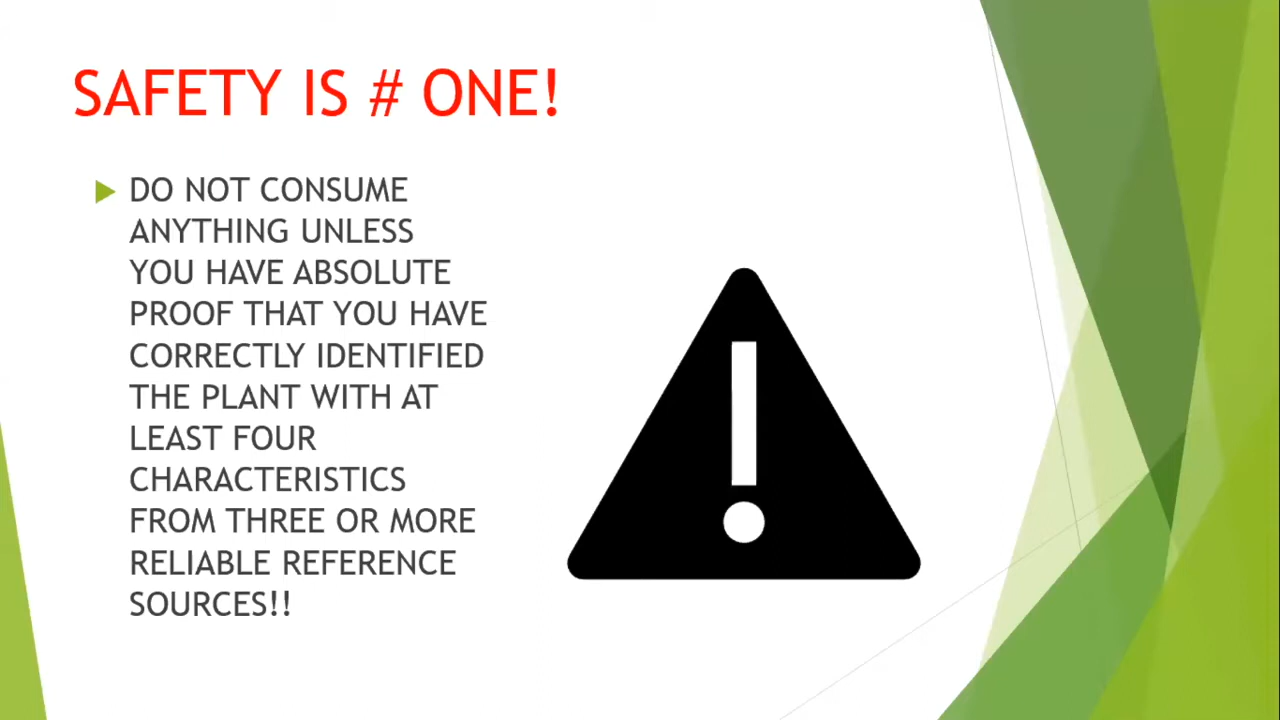 SAFETY IS # ONE!
DO NOT CONSUME
ANYTHING UNLESS
YOU HAVE ABSOLUTE
PROOF THAT YOU HAVE
CORRECTLY IDENTIFIED
THE PLANT WITH AT
LEAST FOUR
CHARACTERISTICS
FROM THREE OR MORE
RELIABLE REFERENCE
SOURCES!!